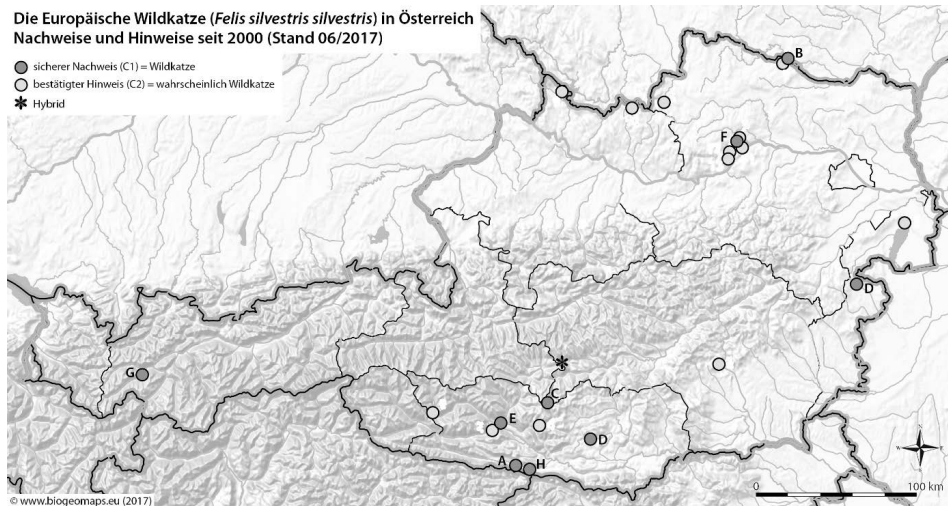 Die Europäische Wildkatze (Felis silvestris silvestris) in Österreich
Nachweise und Hinweise seit 2000 (Stand 06/2017)
sicherer Nachweis (C1) = Wildkatze
bestätigter Hinweis (C2) = wahrscheinlich Wildkatze
Hybrid
B
F
D
G
C
E
D
A
H
N
W
E
S
0
100 km
© www.biogeomaps.eu (2017)